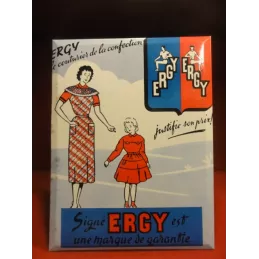 ERGY
le couturier de la confection
ERGY ERGY
justifie son prix!
Signé ERGY est
une marque de garantie